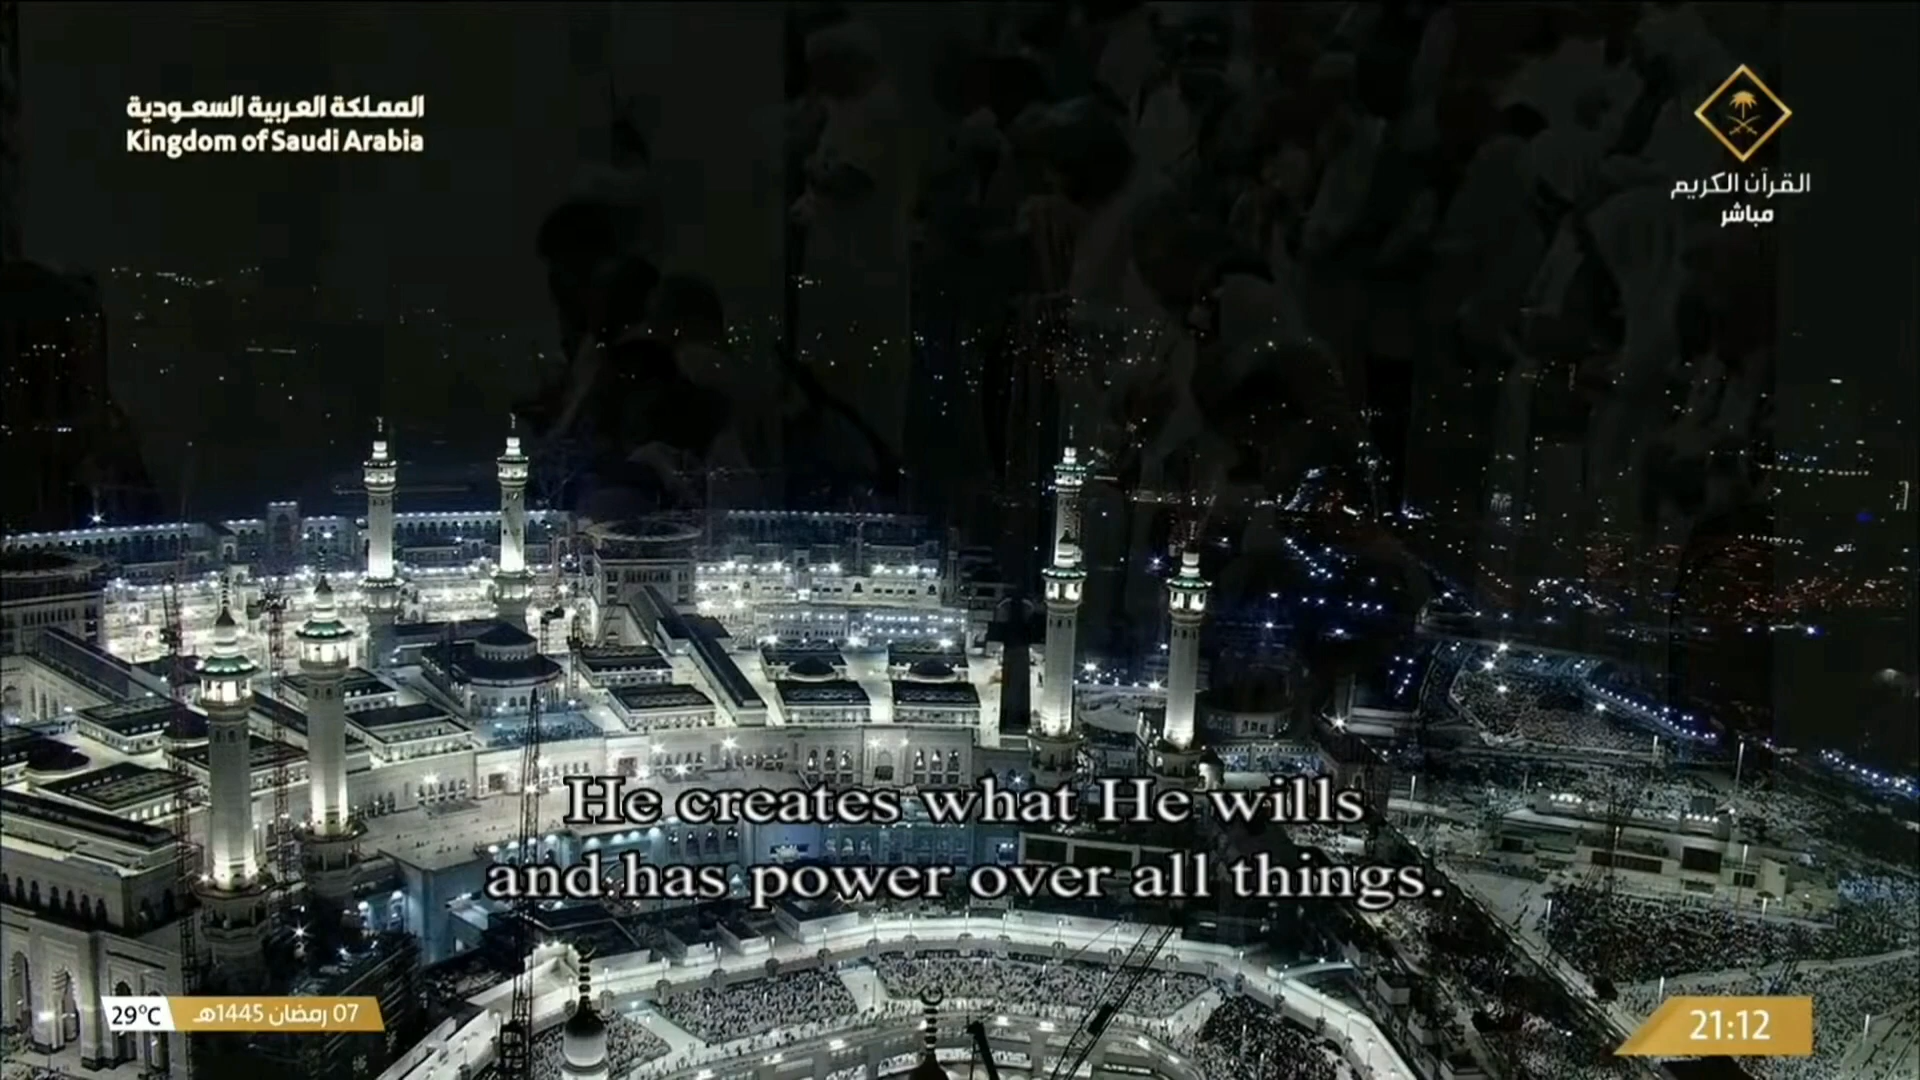 المملكة العربية السعودية
Kingdom of Saudi Arabia
القرآن الكريم
مباشر
He creates what He wills
and has power over all things.
29°C
07 رمضان 1445هـ
21:12